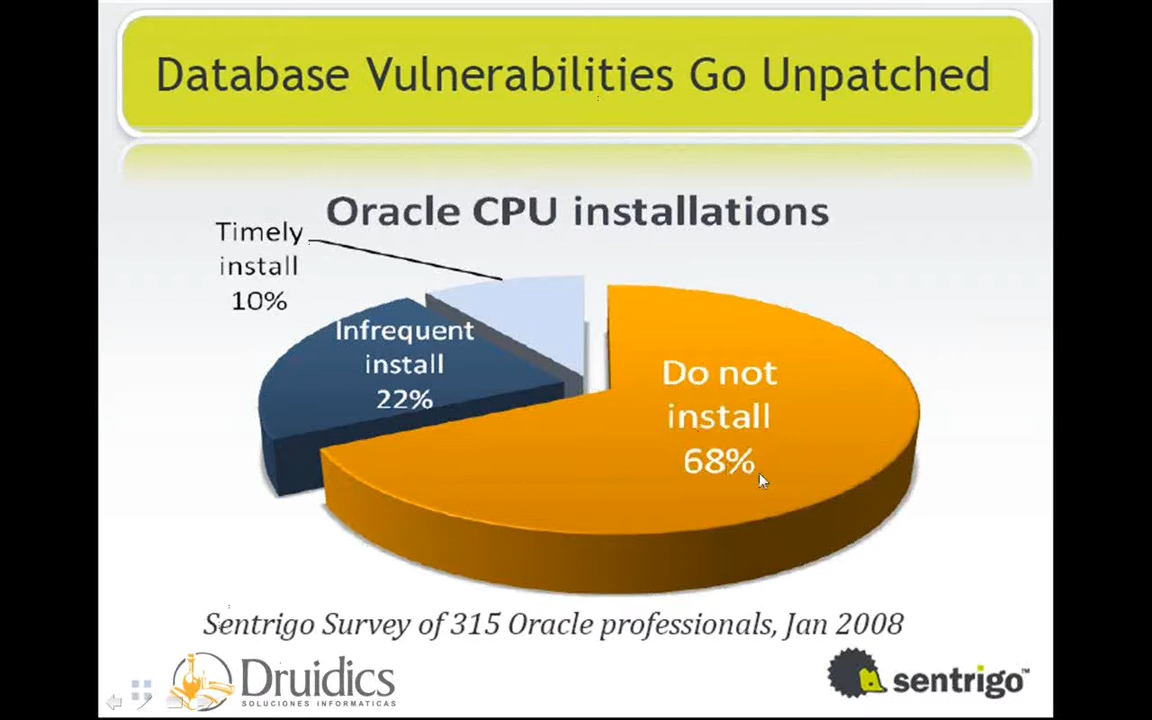 Database Vulnerabilities Go Unpatched
Oracle CPU installations
Timely
install
10%
Infrequent
install
22%
Do not
install
68%
Sentrigo Survey of 315 Oracle professionals, Jan 2008
Druidics
SOLUCIONES INFORMATICAS
sentrigo™